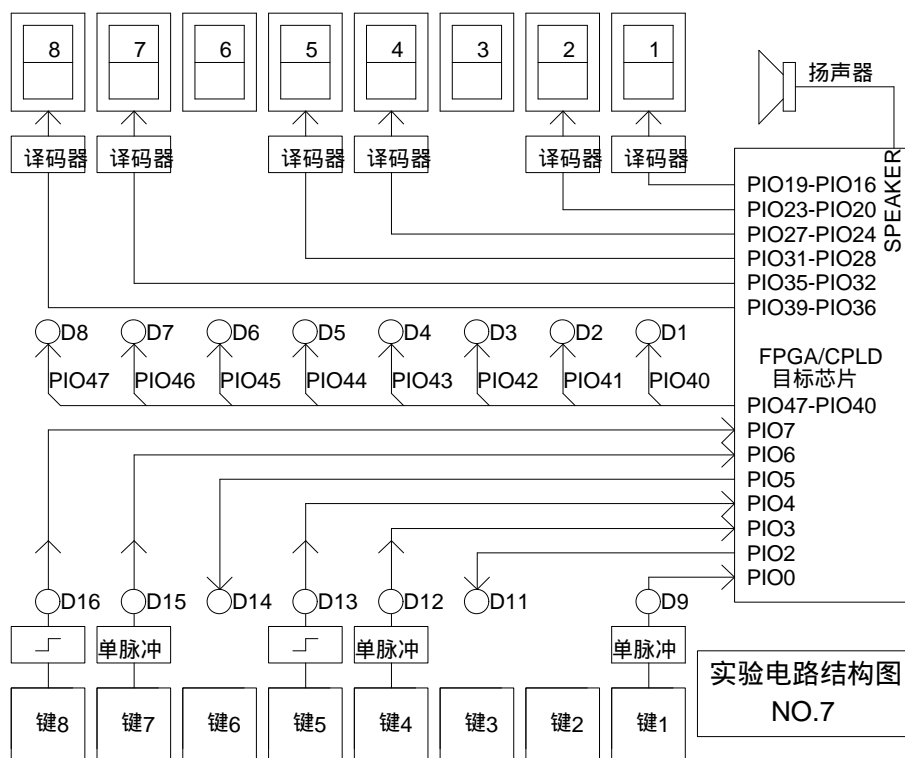 8 7 6 5 4 3 2 1
扬声器
译码器 译码器 译码器 译码器 译码器 译码器
SPEAKER
PIO19-PIO16
PIO23-PIO20
PIO27-PIO24
PIO31-PIO28
PIO35-PIO32
PIO39-PIO36
D8 D7 D6 D5 D4 D3 D2 D1
FPGA/CPLD
目标芯片
PIO47 PIO46 PIO45 PIO44 PIO43 PIO42 PIO41 PIO40
PIO47-PIO40
PIO7
PIO6
PIO5
PIO4
PIO3
PIO2
PIO0
D16 D15 D14 D13 D12 D11 D9
单脉冲 单脉冲 单脉冲
实验电路结构图
NO.7
键8 键7 键6 键5 键4 键3 键2 键1